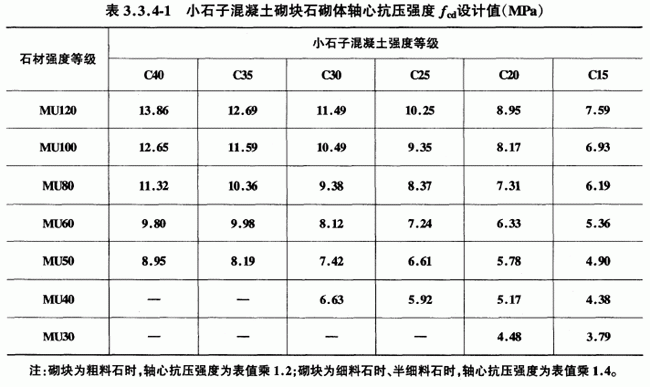 表 3.3.4-1 小石子混凝土砌块石砌体轴心抗压强度 fcd设计值(MPa)
石材强度等级 小石子混凝土强度等级
C40 C35 C30 C25 C20 C15
MU120 13.86 12.69 11.49 10.25 8.95 7.59
MU100 12.65 11.59 10.49 9.35 8.17 6.93
MU80 11.32 10.36 9.38 8.37 7.31 6.19
MU60 9.80 9.98 8.12 7.24 6.33 5.36
MU50 8.95 8.19 7.42 6.61 5.78 4.90
MU40 — — 6.63 5.92 5.17 4.38
MU30 — — — — 4.48 3.79
注:砌块为粗料石时,轴心抗压强度为表值乘1.2;砌块为细料石时、半细料石时,轴心抗压强度为表值乘1.4。